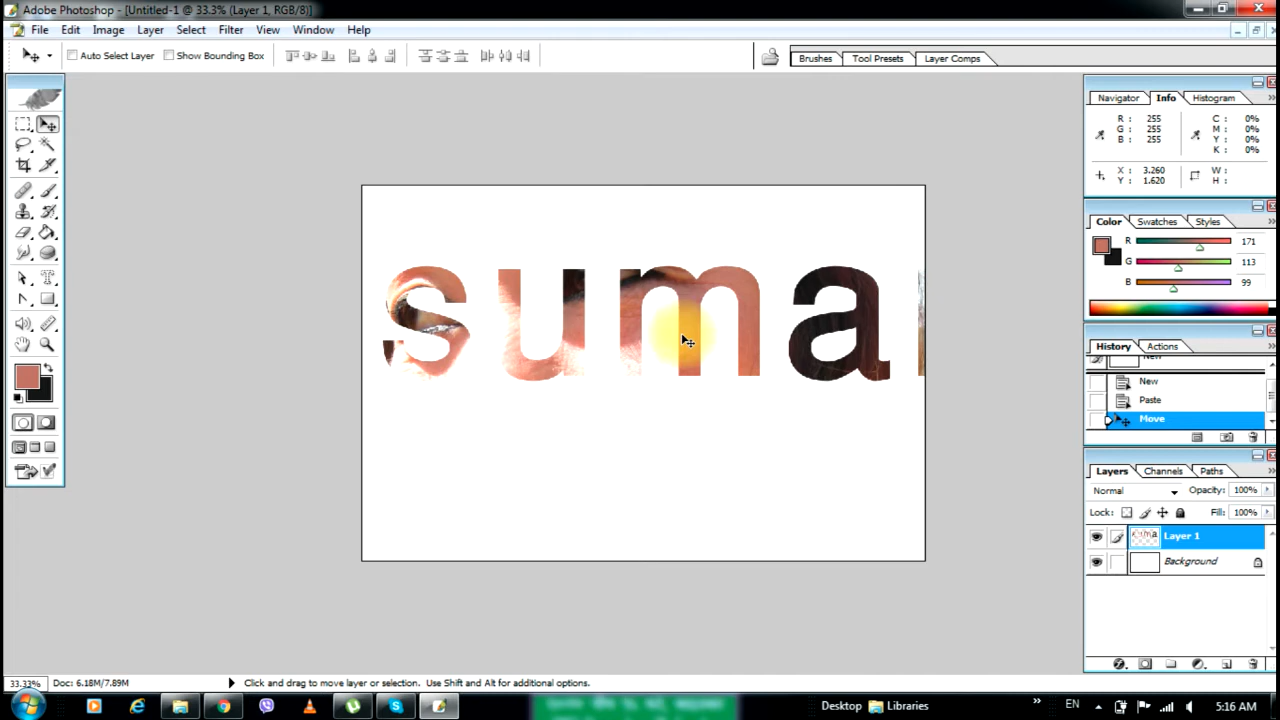 Adobe Photoshop - [Untitled-1 @ 33.3% (Layer 1, RGB/8)]
File Edit Image Layer Select Filter View Window Help
Auto Select Layer Show Bounding Box
Brushes Tool Presets Layer Comps
Navigator Info Histogram
R : 255 C : 0%
G : 255 M : 0%
B : 255 Y : 0%
K : 0%
X : 3.260 W :
Y : 1.620 H :
Color Swatches Styles
R 171
G 113
B 99
suma
History Actions
New
New
Paste
Move
Layers Channels Paths
Normal Opacity: 100%
Lock: Fill: 100%
Layer 1
Background
33.33% Doc: 6.18M/7.89M Click and drag to move layer or selection. Use Shift and Alt for additional options.
Desktop Libraries EN 5:16 AM